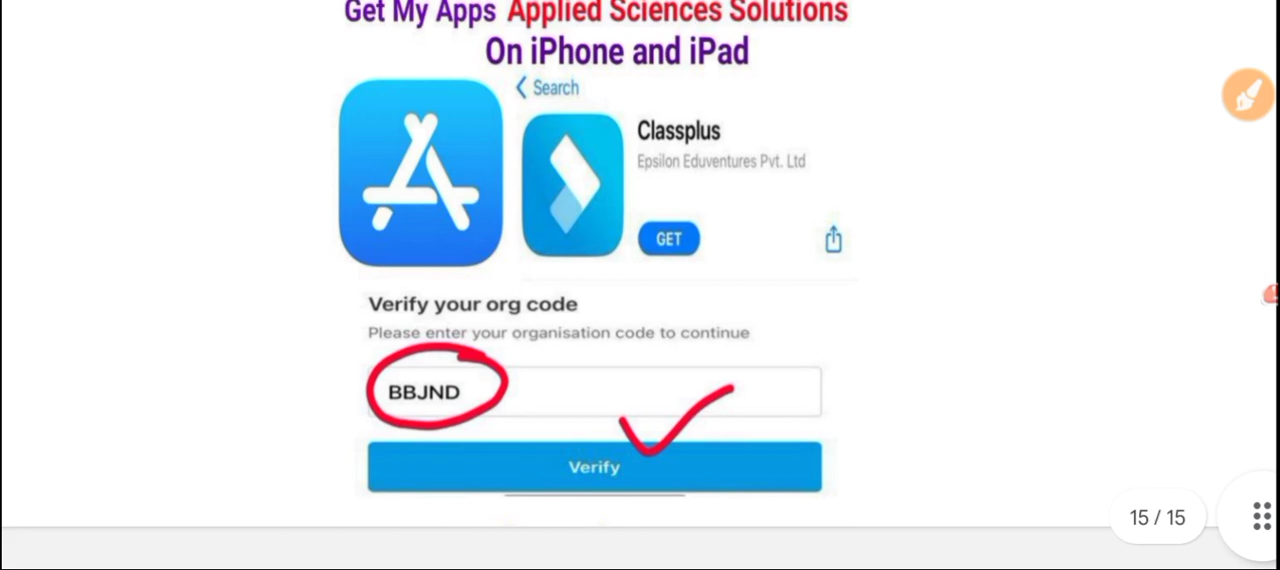 Get My Apps Applied Sciences Solutions
On iPhone and iPad
Search
Classplus
Epsilon Eduventures Pvt. Ltd
GET
Verify your org code
Please enter your organisation code to continue
BBJND
Verify
15 / 15